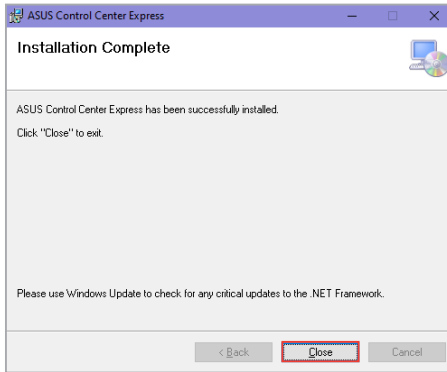 ASUS Control Center Express
Installation Complete
ASUS Control Center Express has been successfully installed.
Click "Close" to exit.
Please use Windows Update to check for any critical updates to the .NET Framework.
< Back Close Cancel